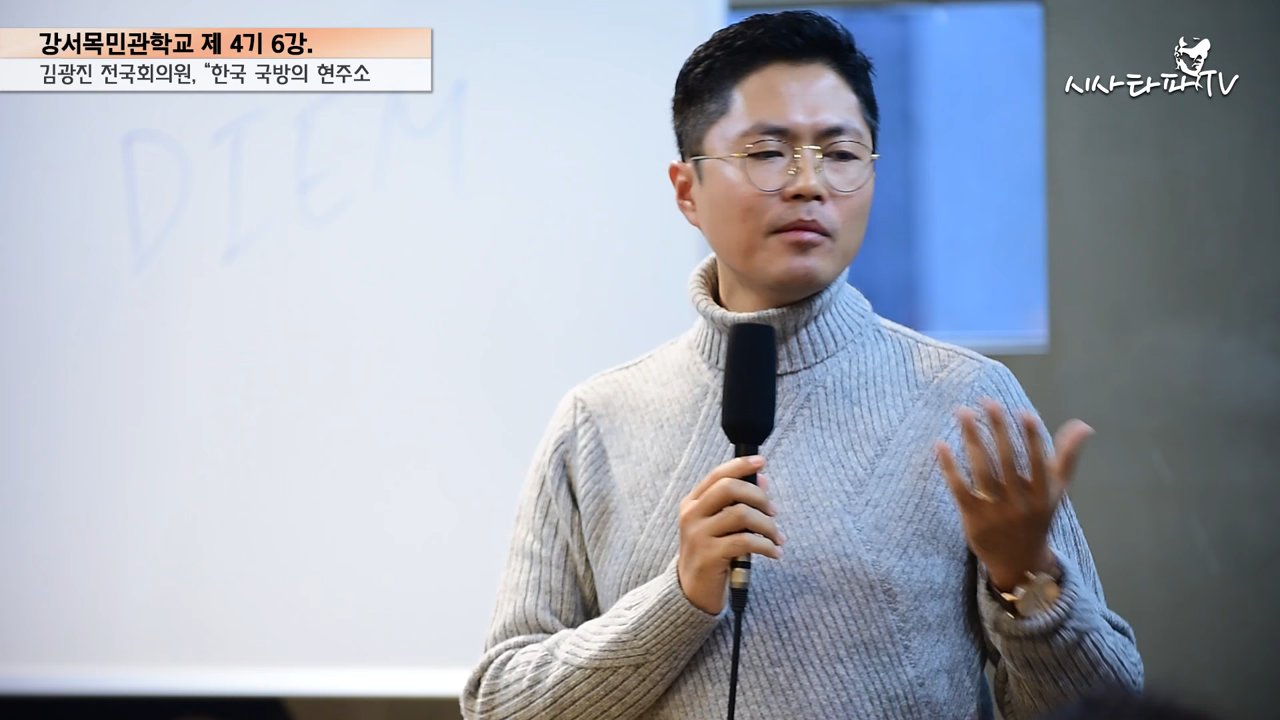 강서목민관학교 제 4기 6강.
김광진 전국회의원, “한국 국방의 현주소
시사타파TV
DIEM